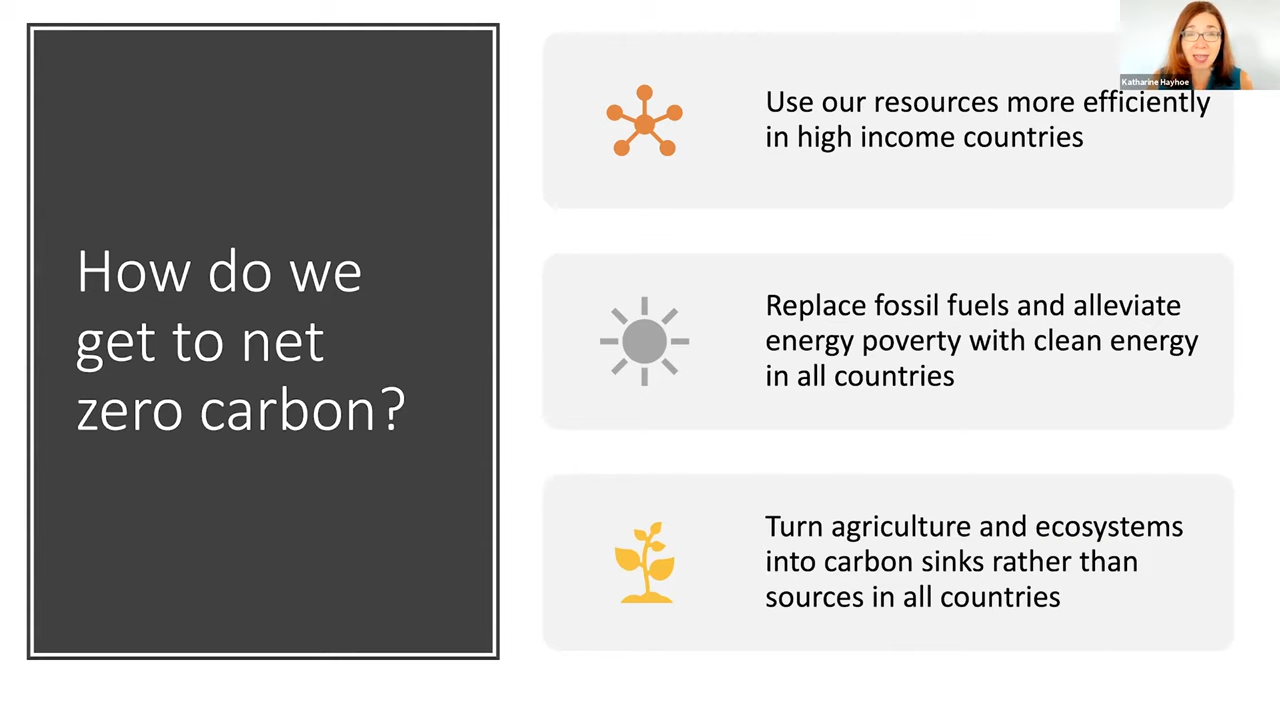 How do we
get to net
zero carbon?
Katharine Hayhoe
Use our resources more efficiently
in high income countries
Replace fossil fuels and alleviate
energy poverty with clean energy
in all countries
Turn agriculture and ecosystems
into carbon sinks rather than
sources in all countries